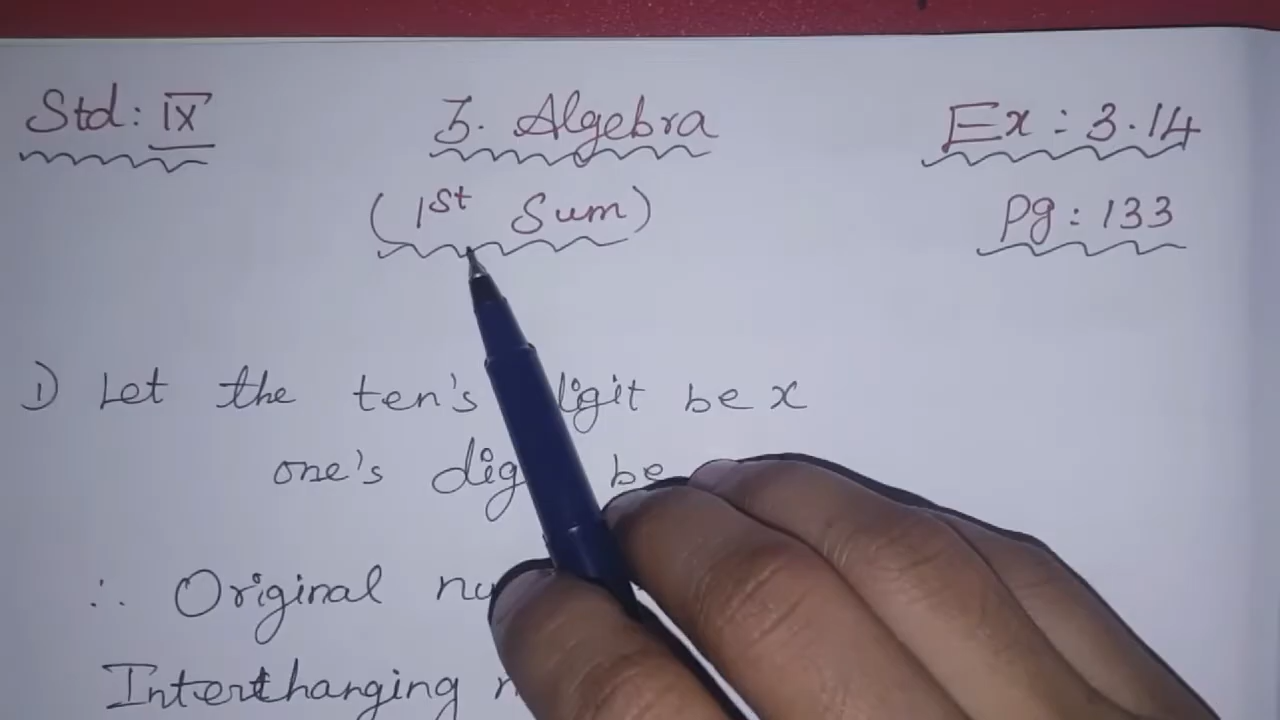 Std: IX
3. Algebra
Ex: 3.14
(1st Sum)
Pg: 133
1) Let the ten's digit be x
one's be
∴ Original
Interchanging